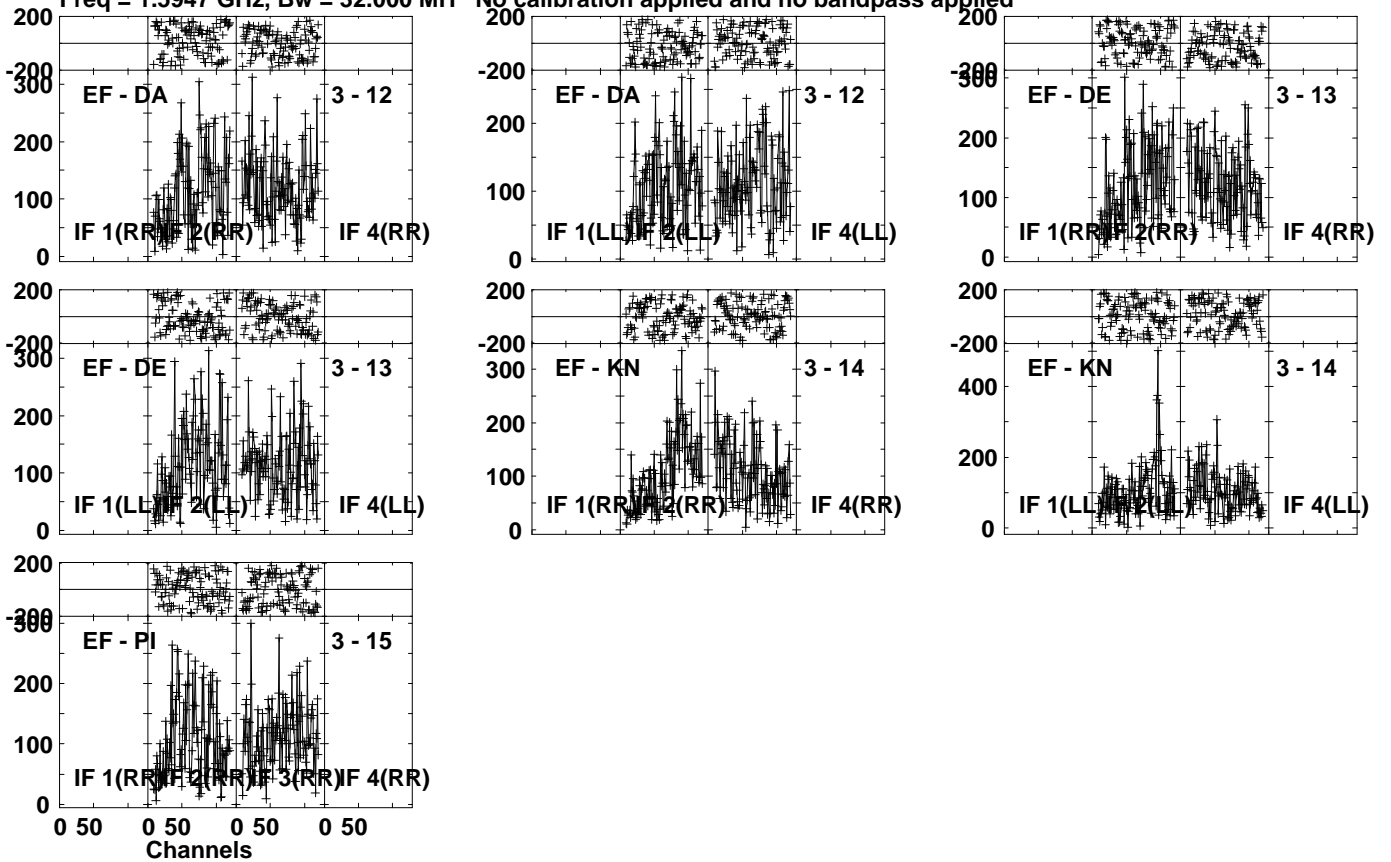 Freq = 1.5947 GHz, Bw = 32.000 MH No calibration applied and no bandpass applied
200
-200
300
200
100
0
EF - DA
3 - 12
IF 1(RR)
IF 2(RR)
IF 4(RR)
200
-200
200
100
0
EF - DA
3 - 12
IF 1(LL)
IF 2(LL)
IF 4(LL)
200
-200
300
200
100
0
EF - DE
3 - 13
IF 1(RR)
IF 2(RR)
IF 4(RR)
200
-200
300
200
100
0
EF - DE
3 - 13
IF 1(LL)
IF 2(LL)
IF 4(LL)
200
-200
300
200
100
0
EF - KN
3 - 14
IF 1(RR)
IF 2(RR)
IF 4(RR)
200
-200
400
200
0
EF - KN
3 - 14
IF 1(LL)
IF 2(LL)
IF 4(LL)
200
-200
300
200
100
0
EF - PI
3 - 15
IF 1(RR)
IF 2(RR)
IF 3(RR)
IF 4(RR)
0 50 0 50 0 50 0 50
Channels